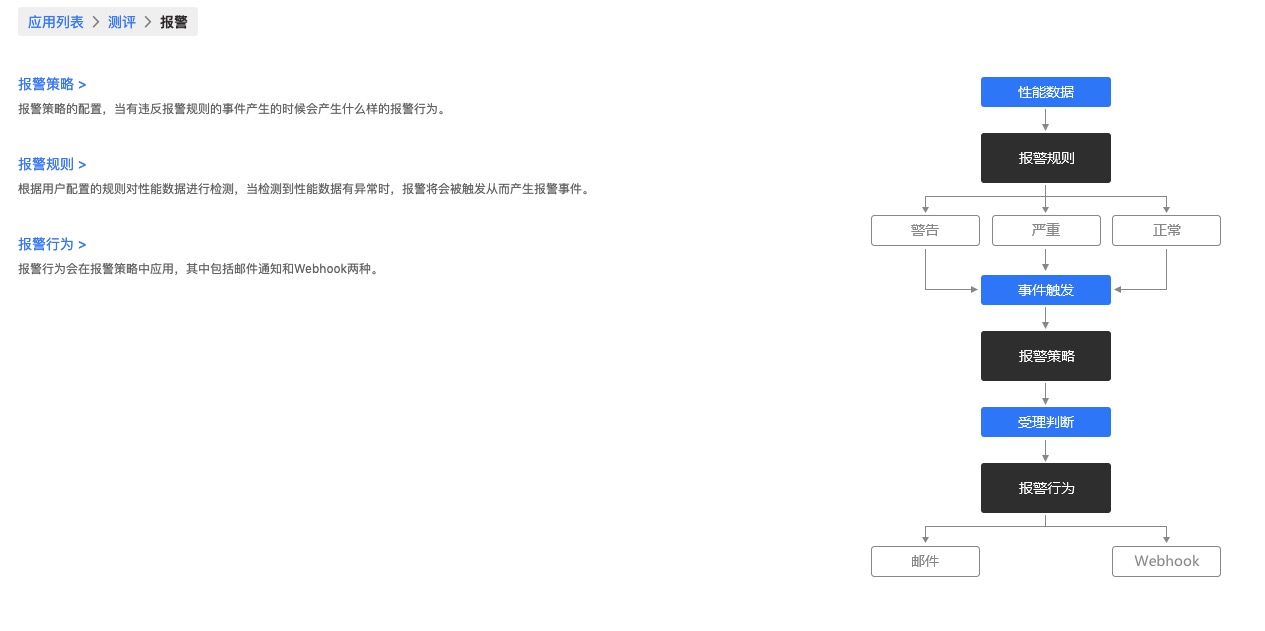 应用列表 > 测评 > 报警
报警策略 >
报警策略的配置，当有违反报警规则的事件产生的时候会产生什么样的报警行为。
报警规则 >
根据用户配置的规则对性能数据进行检测，当检测到性能数据有异常时，报警将会被触发从而产生报警事件。
报警行为 >
报警行为会在报警策略中应用，其中包括邮件通知和Webhook两种。
性能数据
报警规则
警告 严重 正常
事件触发
报警策略
受理判断
报警行为
邮件 Webhook